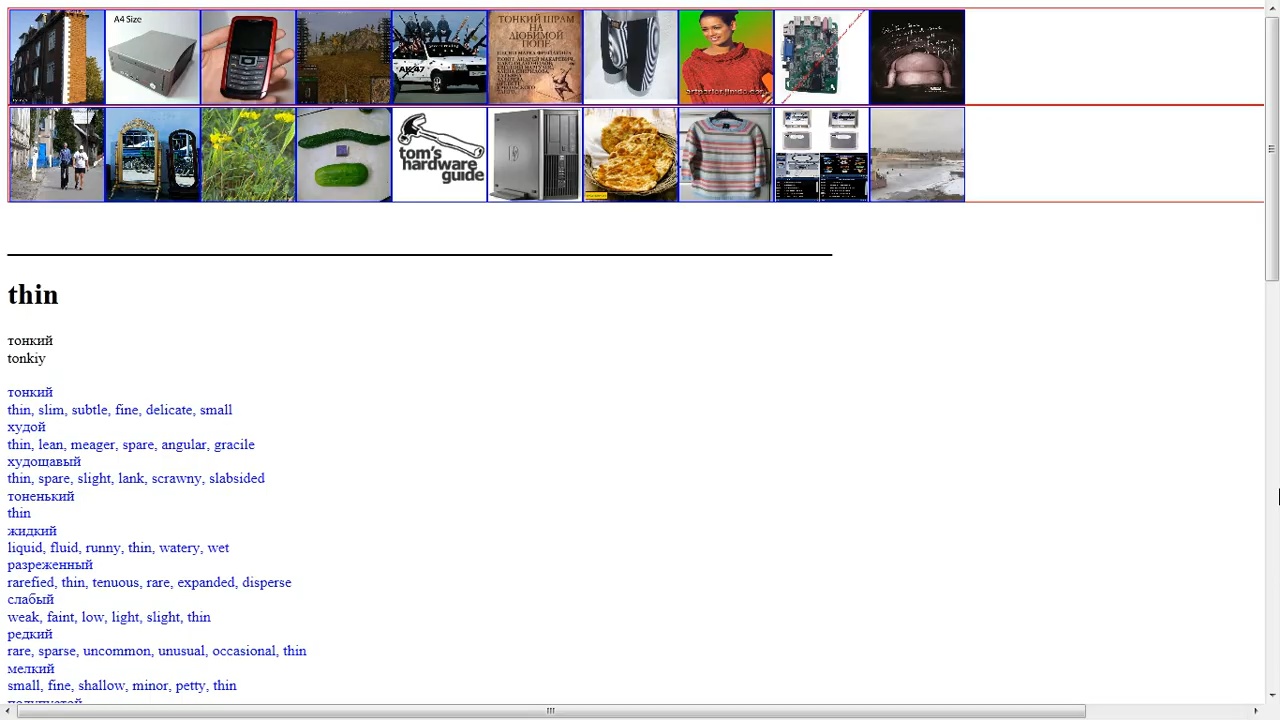 A4 Size
AK-47
ТОНКИЙ ШРАМ
НА
ЛЮБИМОЙ
ПОПЕ
tom's
hardware
guide
thin
тонкий
tonkiy
тонкий
thin, slim, subtle, fine, delicate, small
худой
thin, lean, meager, spare, angular, gracile
худощавый
thin, spare, slight, lank, scrawny, slabsided
тоненький
thin
жидкий
liquid, fluid, runny, thin, watery, wet
разреженный
rarefied, thin, tenuous, rare, expanded, disperse
слабый
weak, faint, low, light, slight, thin
редкий
rare, sparse, uncommon, unusual, occasional, thin
мелкий
small, fine, shallow, minor, petty, thin
полупустой